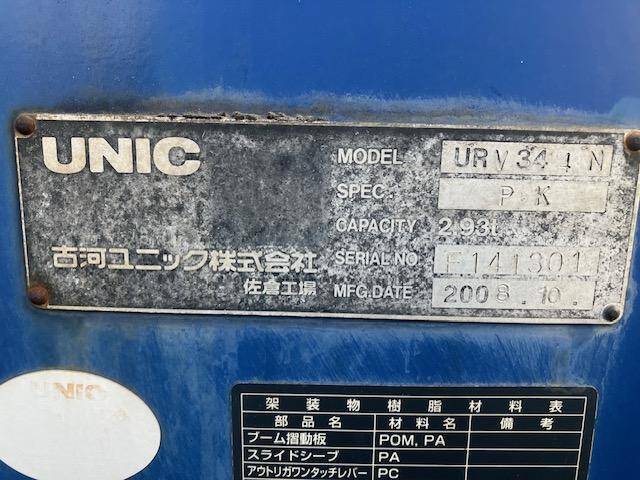 UNIC
MODEL URV344N
SPEC. PK
CAPACITY 2.93t
古河ユニック株式会社
佐倉工場
SERIAL NO
MFG.DATE 2008.10.
UNIC
架装物樹脂材料表
部品名 材料名 備考
ブーム摺動板 POM, PA
スライドシーブ PA
アウトリガワンタッチレバー PC